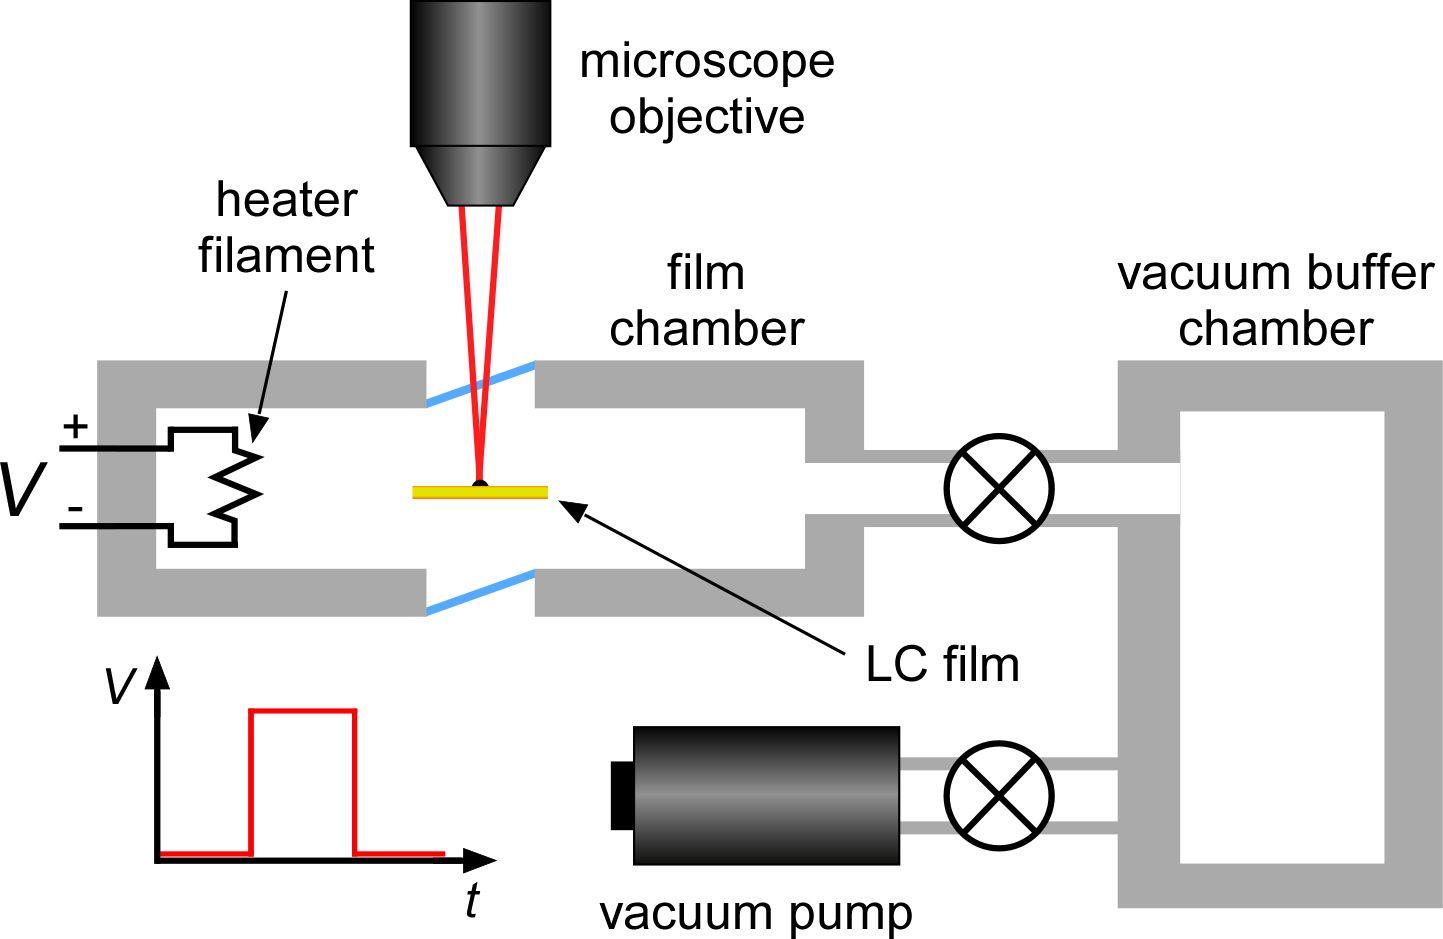 microscope
objective
heater
filament
film
chamber
vacuum buffer
chamber
+
V
-
LC film
V
t
vacuum pump